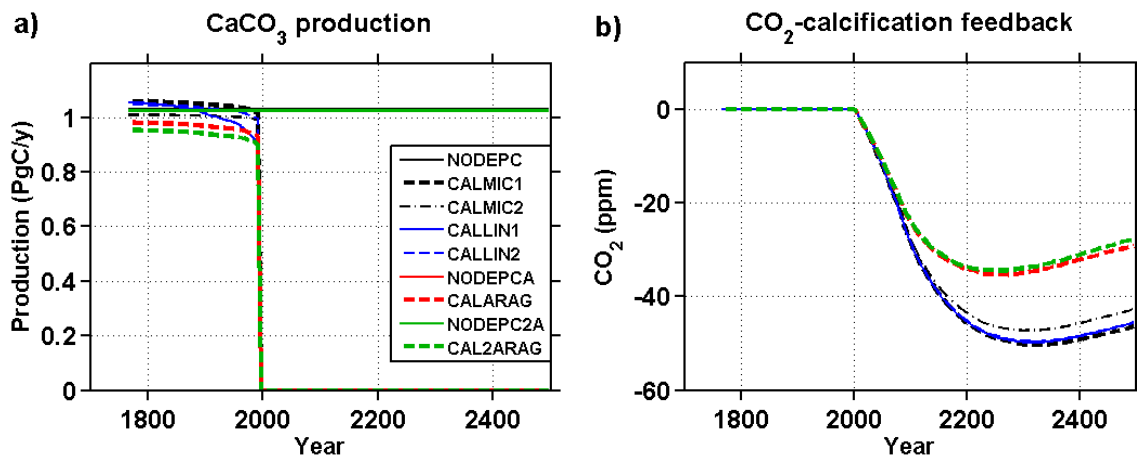 a)
CaCO3 production
Production (PgC/y)
1
0.8
0.6
0.4
0.2
0
1800
2000
2200
2400
Year
NODEPC
CALMIC1
CALMIC2
CALLIN1
CALLIN2
NODEPCA
CALARAG
NODEPC2A
CAL2ARAG
b)
CO2-calcification feedback
CO2 (ppm)
0
-20
-40
-60
1800
2000
2200
2400
Year